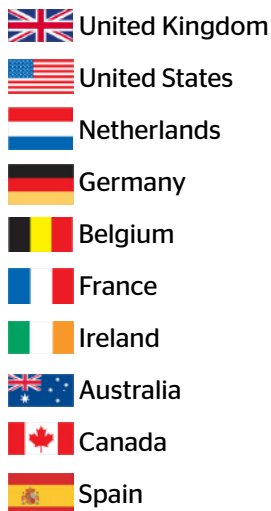 United Kingdom
United States
Netherlands
Germany
Belgium
France
Ireland
Australia
Canada
Spain